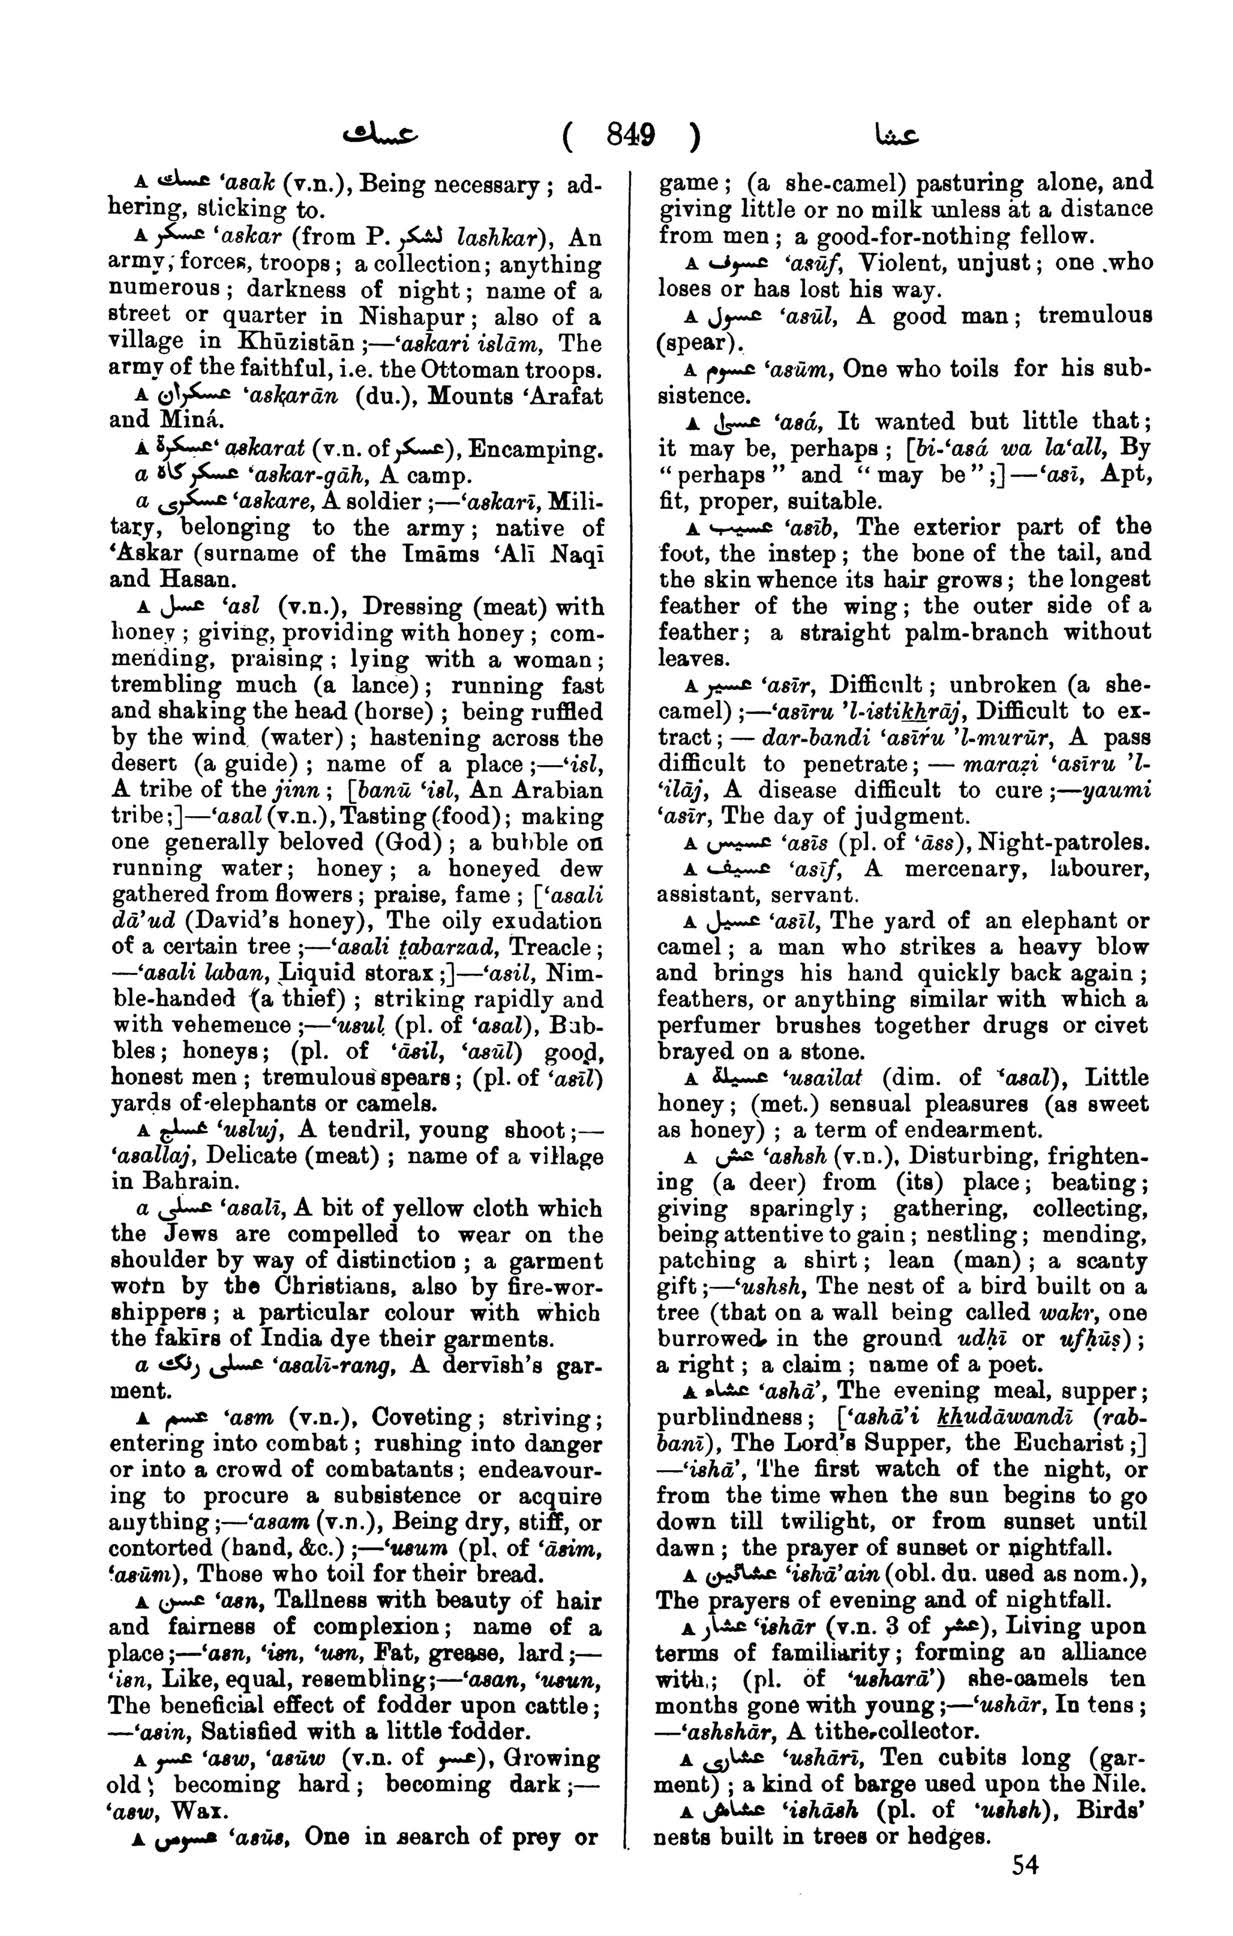 عسك ( 849 ) عشا
A عسك ‘asak (v.n.), Being necessary; ad-
hering, sticking to.
A عسكر ‘askar (from P. لشكر lashkar), An
army, forces, troops; a collection; anything
numerous; darkness of night; name of a
street or quarter in Nishapur; also of a
village in Khūzistān;—‘askari islām, The
army of the faithful, i.e. the Ottoman troops.
A عسكران ‘askarān (du.), Mounts ‘Arafat
and Miná.
A عسكرة ‘askarat (v.n. of عسكر), Encamping.
a عسكر گاه ‘askar-gāh, A camp.
a عسكرى ‘askare, A soldier;—‘askarī, Mili-
tary, belonging to the army; native of
‘Askar (surname of the Imāms ‘Alī Naqī
and Hasan.
A عسل ‘asl (v.n.), Dressing (meat) with
honey; giving, providing with honey; com-
mending, praising; lying with a woman;
trembling much (a lance); running fast
and shaking the head (horse); being ruffled
by the wind (water); hastening across the
desert (a guide); name of a place;—‘isl,
A tribe of the jinn; [banū ‘isl, An Arabian
tribe;]—‘asal (v.n.), Tasting (food); making
one generally beloved (God); a bubble on
running water; honey; a honeyed dew
gathered from flowers; praise, fame; [‘asali
dā’ud (David's honey), The oily exudation
of a certain tree;—‘asali t̤abarzad, Treacle;
—‘asali laban, Liquid storax;]—‘asil, Nim-
ble-handed (a thief); striking rapidly and
with vehemence;—‘usul (pl. of ‘asal), Bub-
bles; honeys; (pl. of ‘āsil, ‘asūl) good,
honest men; tremulous spears; (pl. of ‘asīl)
yards of elephants or camels.
A عسلج ‘usluj, A tendril, young shoot;—
‘asallaj, Delicate (meat); name of a village
in Bahrain.
a عسلى ‘asalī, A bit of yellow cloth which
the Jews are compelled to wear on the
shoulder by way of distinction; a garment
worn by the Christians, also by fire-wor-
shippers; a particular colour with which
the fakīrs of India dye their garments.
a عسلى رنگ ‘asalī-rang, A dervish's gar-
ment.
A عسم ‘asm (v.n.), Coveting; striving;
entering into combat; rushing into danger
or into a crowd of combatants; endeavour-
ing to procure a subsistence or acquire
anything;—‘asam (v.n.), Being dry, stiff, or
contorted (hand, &c.);—‘usum (pl. of ‘āsim,
‘asūm), Those who toil for their bread.
A عسن ‘asn, Tallness with beauty of hair
and fairness of complexion; name of a
place;—‘asn, ‘isn, ‘usn, Fat, grease, lard;—
‘isn, Like, equal, resembling;—‘asan, ‘usun,
The beneficial effect of fodder upon cattle;
—‘asin, Satisfied with a little fodder.
A عسو ‘asw, ‘asūw (v.n. of عسو), Growing
old; becoming hard; becoming dark;—
‘asw, Wax.
A عسوس ‘asūs, One in search of prey or
game; (a she-camel) pasturing alone, and
giving little or no milk unless at a distance
from men; a good-for-nothing fellow.
A عسوف ‘asūf, Violent, unjust; one who
loses or has lost his way.
A عسول ‘asūl, A good man; tremulous
(spear).
A عسوم ‘asūm, One who toils for his sub-
sistence.
A عسىٰ ‘asá, It wanted but little that;
it may be, perhaps; [bi-‘asá wa la‘all, By
“perhaps” and “may be”;]—‘asī, Apt,
fit, proper, suitable.
A عسيب ‘asīb, The exterior part of the
foot, the instep; the bone of the tail, and
the skin whence its hair grows; the longest
feather of the wing; the outer side of a
feather; a straight palm-branch without
leaves.
A عسير ‘asīr, Difficult; unbroken (a she-
camel);—‘asīru ’l-istikhrāj, Difficult to ex-
tract;—dar-bandi ‘asīru ’l-murūr, A pass
difficult to penetrate;—maraẓi ‘asīru ’l-
‘ilāj, A disease difficult to cure;—yaumi
‘asīr, The day of judgment.
A عسيس ‘asīs (pl. of ‘āss), Night-patroles.
A عسيف ‘asīf, A mercenary, labourer,
assistant, servant.
A عسيل ‘asīl, The yard of an elephant or
camel; a man who strikes a heavy blow
and brings his hand quickly back again;
feathers, or anything similar with which a
perfumer brushes together drugs or civet
brayed on a stone.
A عسيلة ‘usailat (dim. of ‘asal), Little
honey; (met.) sensual pleasures (as sweet
as honey); a term of endearment.
A عش ‘ashsh (v.n.), Disturbing, frighten-
ing (a deer) from (its) place; beating;
giving sparingly; gathering, collecting,
being attentive to gain; nestling; mending,
patching a shirt; lean (man); a scanty
gift;—‘ushsh, The nest of a bird built on a
tree (that on a wall being called wakr, one
burrowed in the ground udḥī or ufḥūṣ);
a right; a claim; name of a poet.
A عشاء ‘ashā’, The evening meal, supper;
purblindness; [‘ashā’i khudāwandī (rab-
banī), The Lord's Supper, the Eucharist;]
—‘ishā’, The first watch of the night, or
from the time when the sun begins to go
down till twilight, or from sunset until
dawn; the prayer of sunset or nightfall.
A عشائين ‘ishā’ain (obl. du. used as nom.),
The prayers of evening and of nightfall.
A عشار ‘ishār (v.n. 3 of عشر), Living upon
terms of familiarity; forming an alliance
with; (pl. of ‘usharā’) she-camels ten
months gone with young;—‘ushār, In tens;
—‘ashshār, A tithe-collector.
A عشارى ‘ushārī, Ten cubits long (gar-
ment); a kind of barge used upon the Nile.
A عشاش ‘ishāsh (pl. of ‘ushsh), Birds'
nests built in trees or hedges.
54